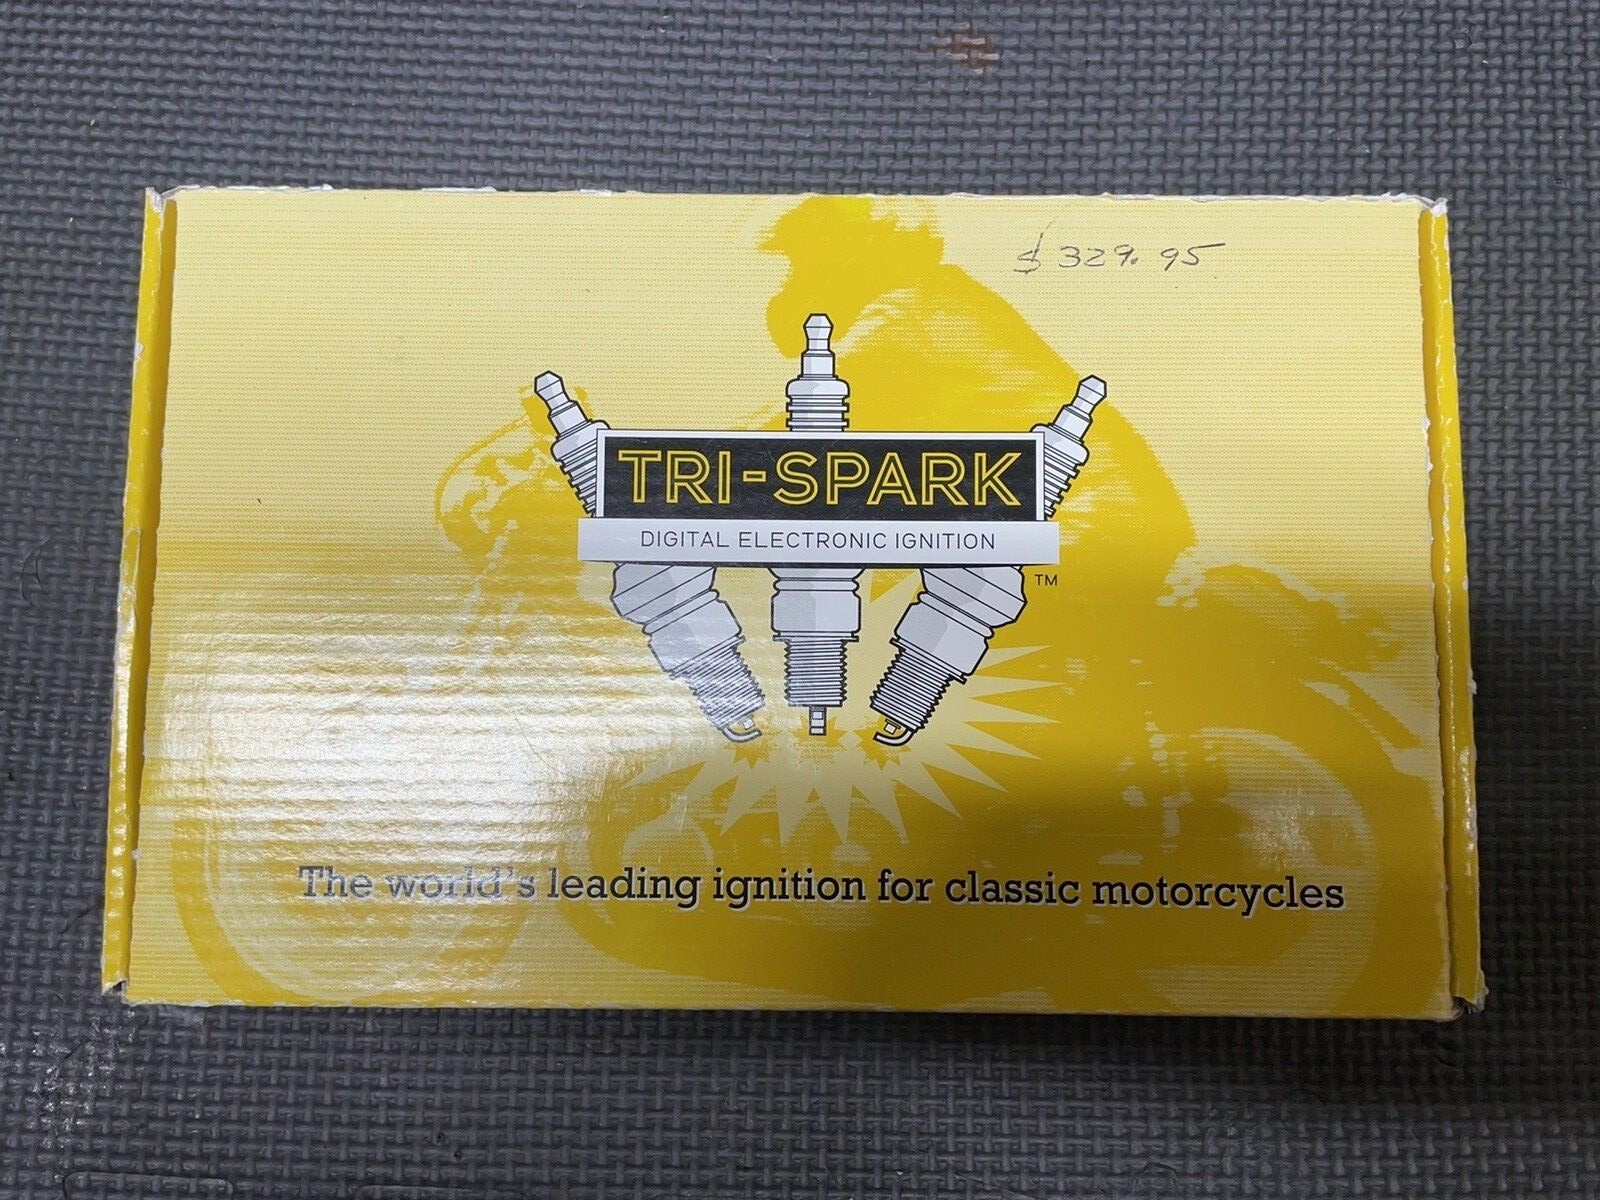 $329.95
TRI-SPARK
DIGITAL ELECTRONIC IGNITION
TM
The world's leading ignition for classic motorcycles